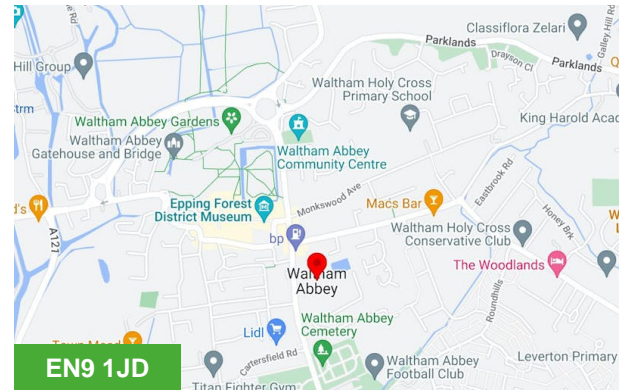 Classiflora Zelari
Parklands
Drayson Cl
Parklands
Galley Hill Rd
Hill Group
Waltham Holy Cross
Primary School
King Harold Acad
Waltham Abbey Gardens
Waltham Abbey
Gatehouse and Bridge
Waltham Abbey
Community Centre
Eastbrook Rd
Epping Forest
District Museum
Monkswood Ave
Macs Bar
Honey Brk
A121
bp
Waltham Holy Cross
Conservative Club
The Woodlands
Waltham
Abbey
Roundhills
Waltham Abbey
Cemetery
Lidl
Cartersfield Rd
Leverton Primary
EN9 1JD
Waltham Abbey
Football Club
Titan Fighter Gym